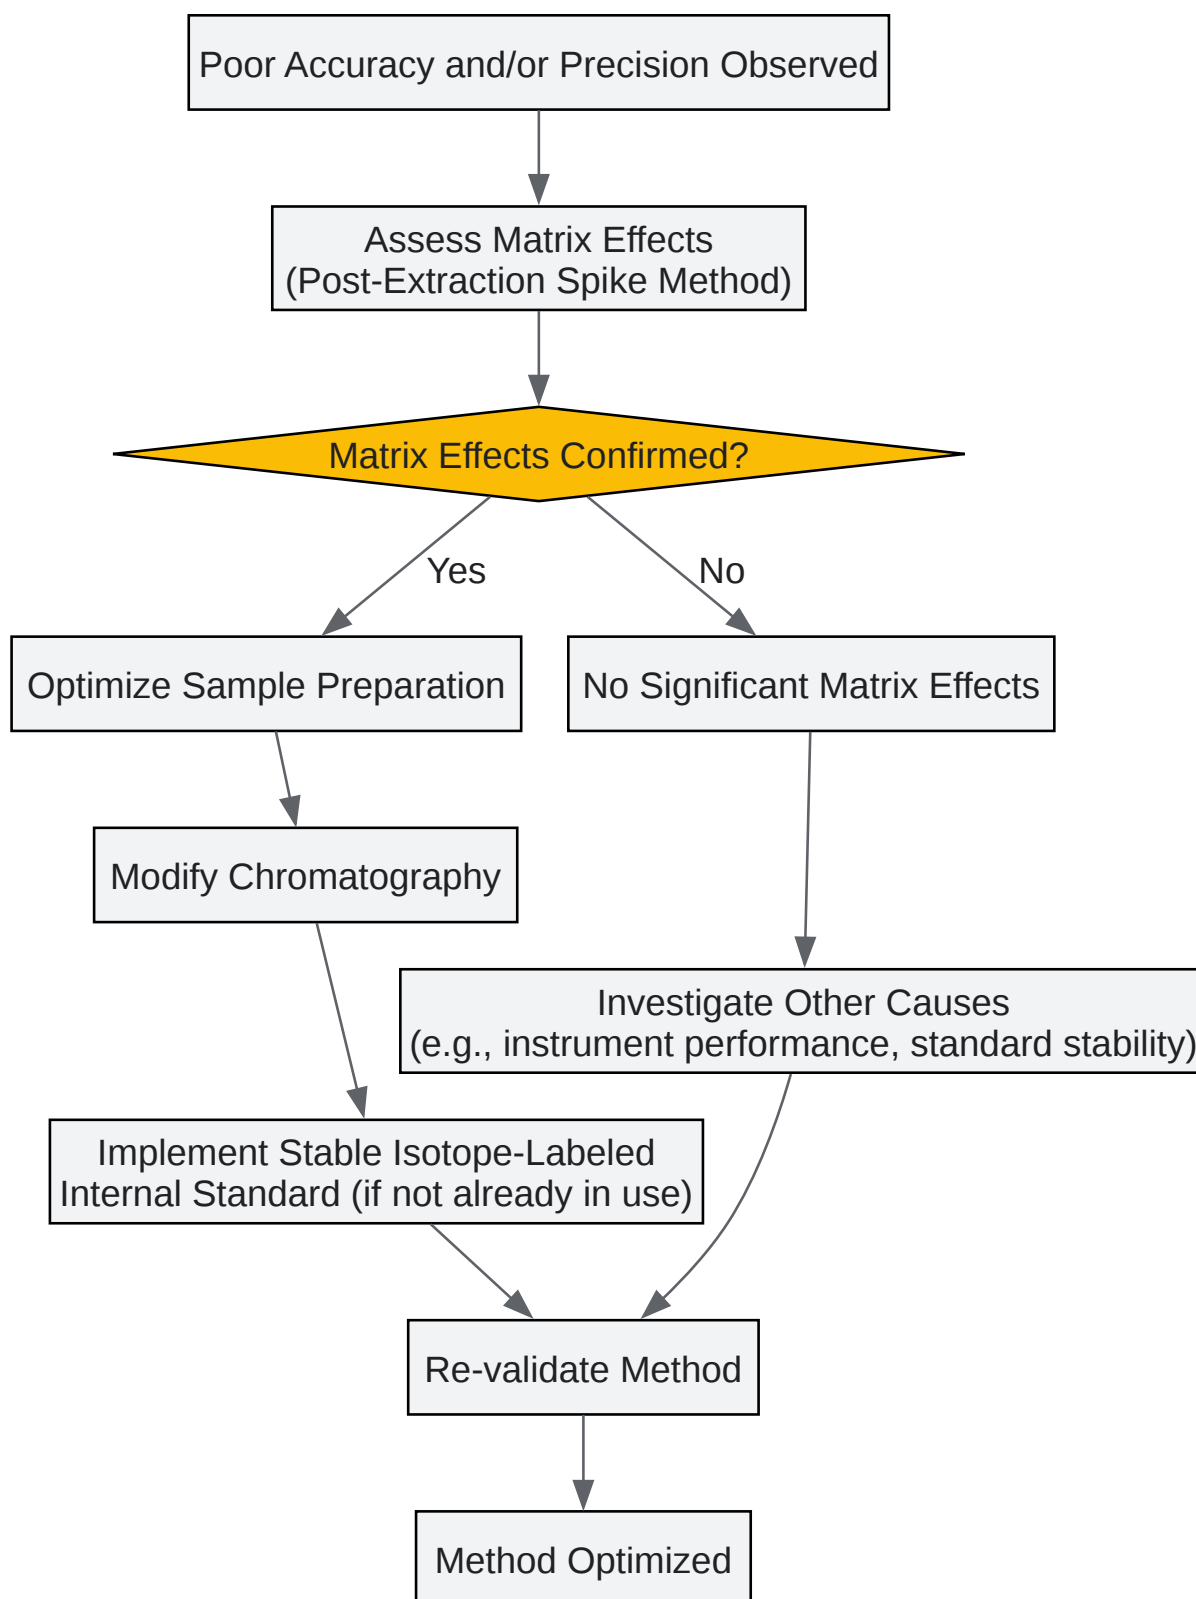 Poor Accuracy and/or Precision Observed
Assess Matrix Effects
(Post-Extraction Spike Method)
Matrix Effects Confirmed?
Yes
No
Optimize Sample Preparation
No Significant Matrix Effects
Modify Chromatography
Investigate Other Causes
(e.g., instrument performance, standard stability)
Implement Stable Isotope-Labeled
Internal Standard (if not already in use)
Re-validate Method
Method Optimized